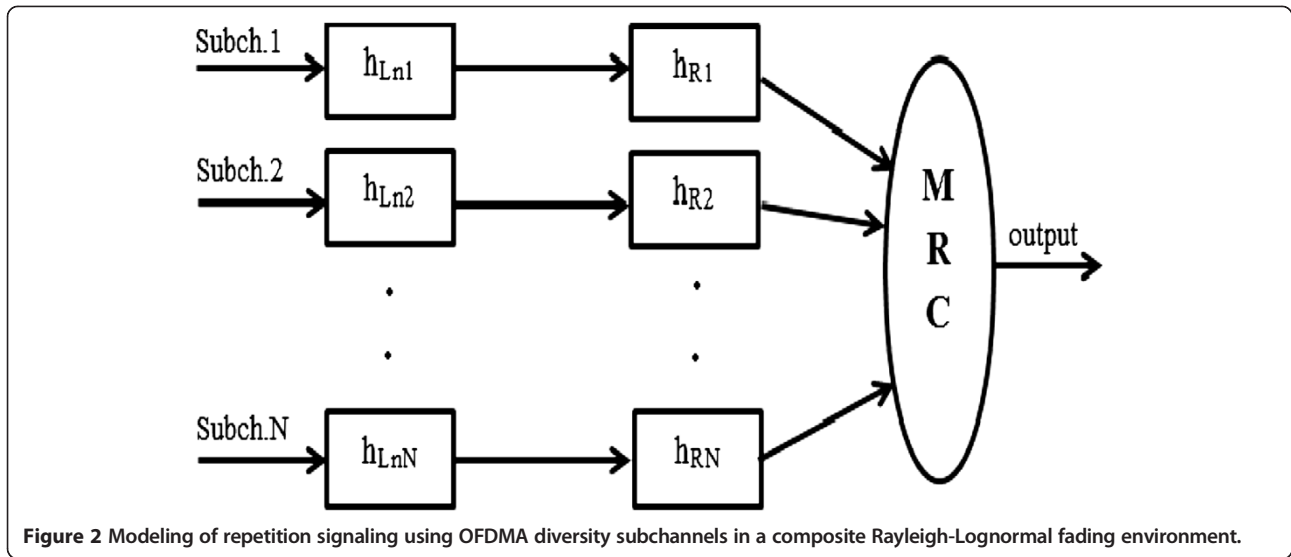 Subch.1
h_Ln1
h_R1
Subch.2
h_Ln2
h_R2
M
R
C
output
Subch.N
h_LnN
h_RN
Figure 2 Modeling of repetition signaling using OFDMA diversity subchannels in a composite Rayleigh-Lognormal fading environment.